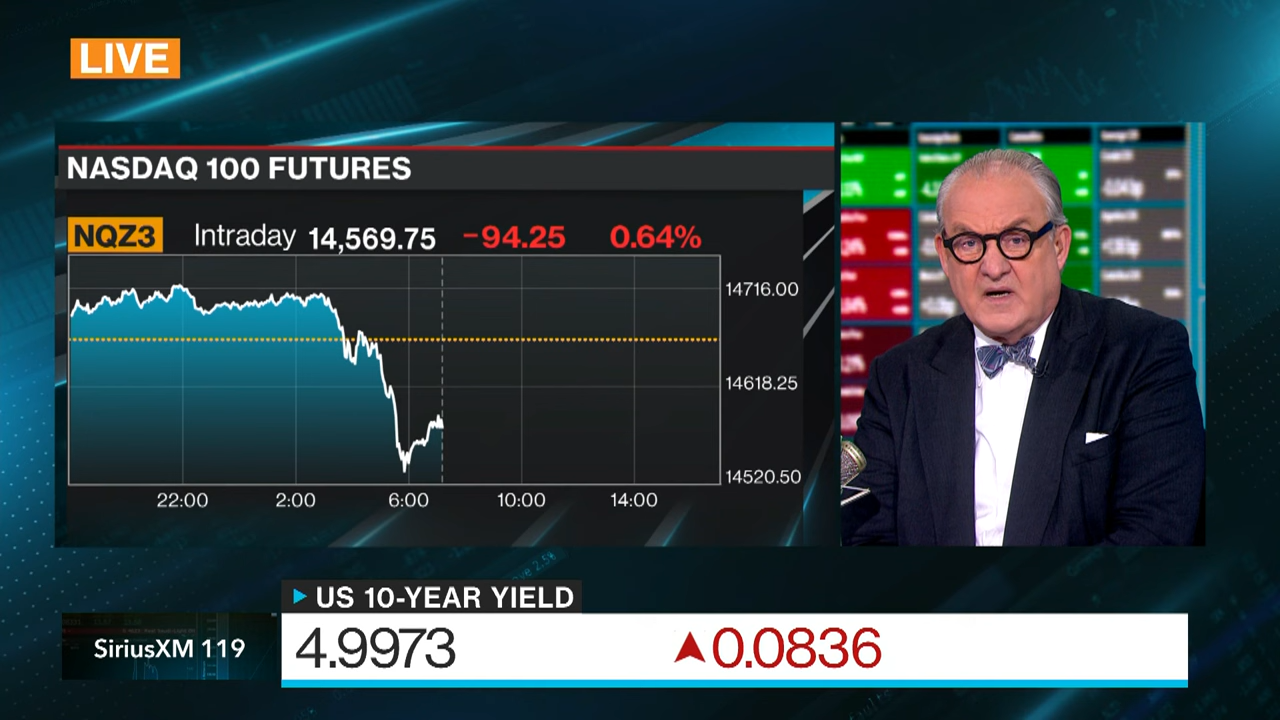 LIVE
NASDAQ 100 FUTURES
NQZ3 Intraday 14,569.75 -94.25 0.64%
14716.00
14618.25
14520.50
22:00 2:00 6:00 10:00 14:00
US 10-YEAR YIELD
SiriusXM 119
4.9973 0.0836